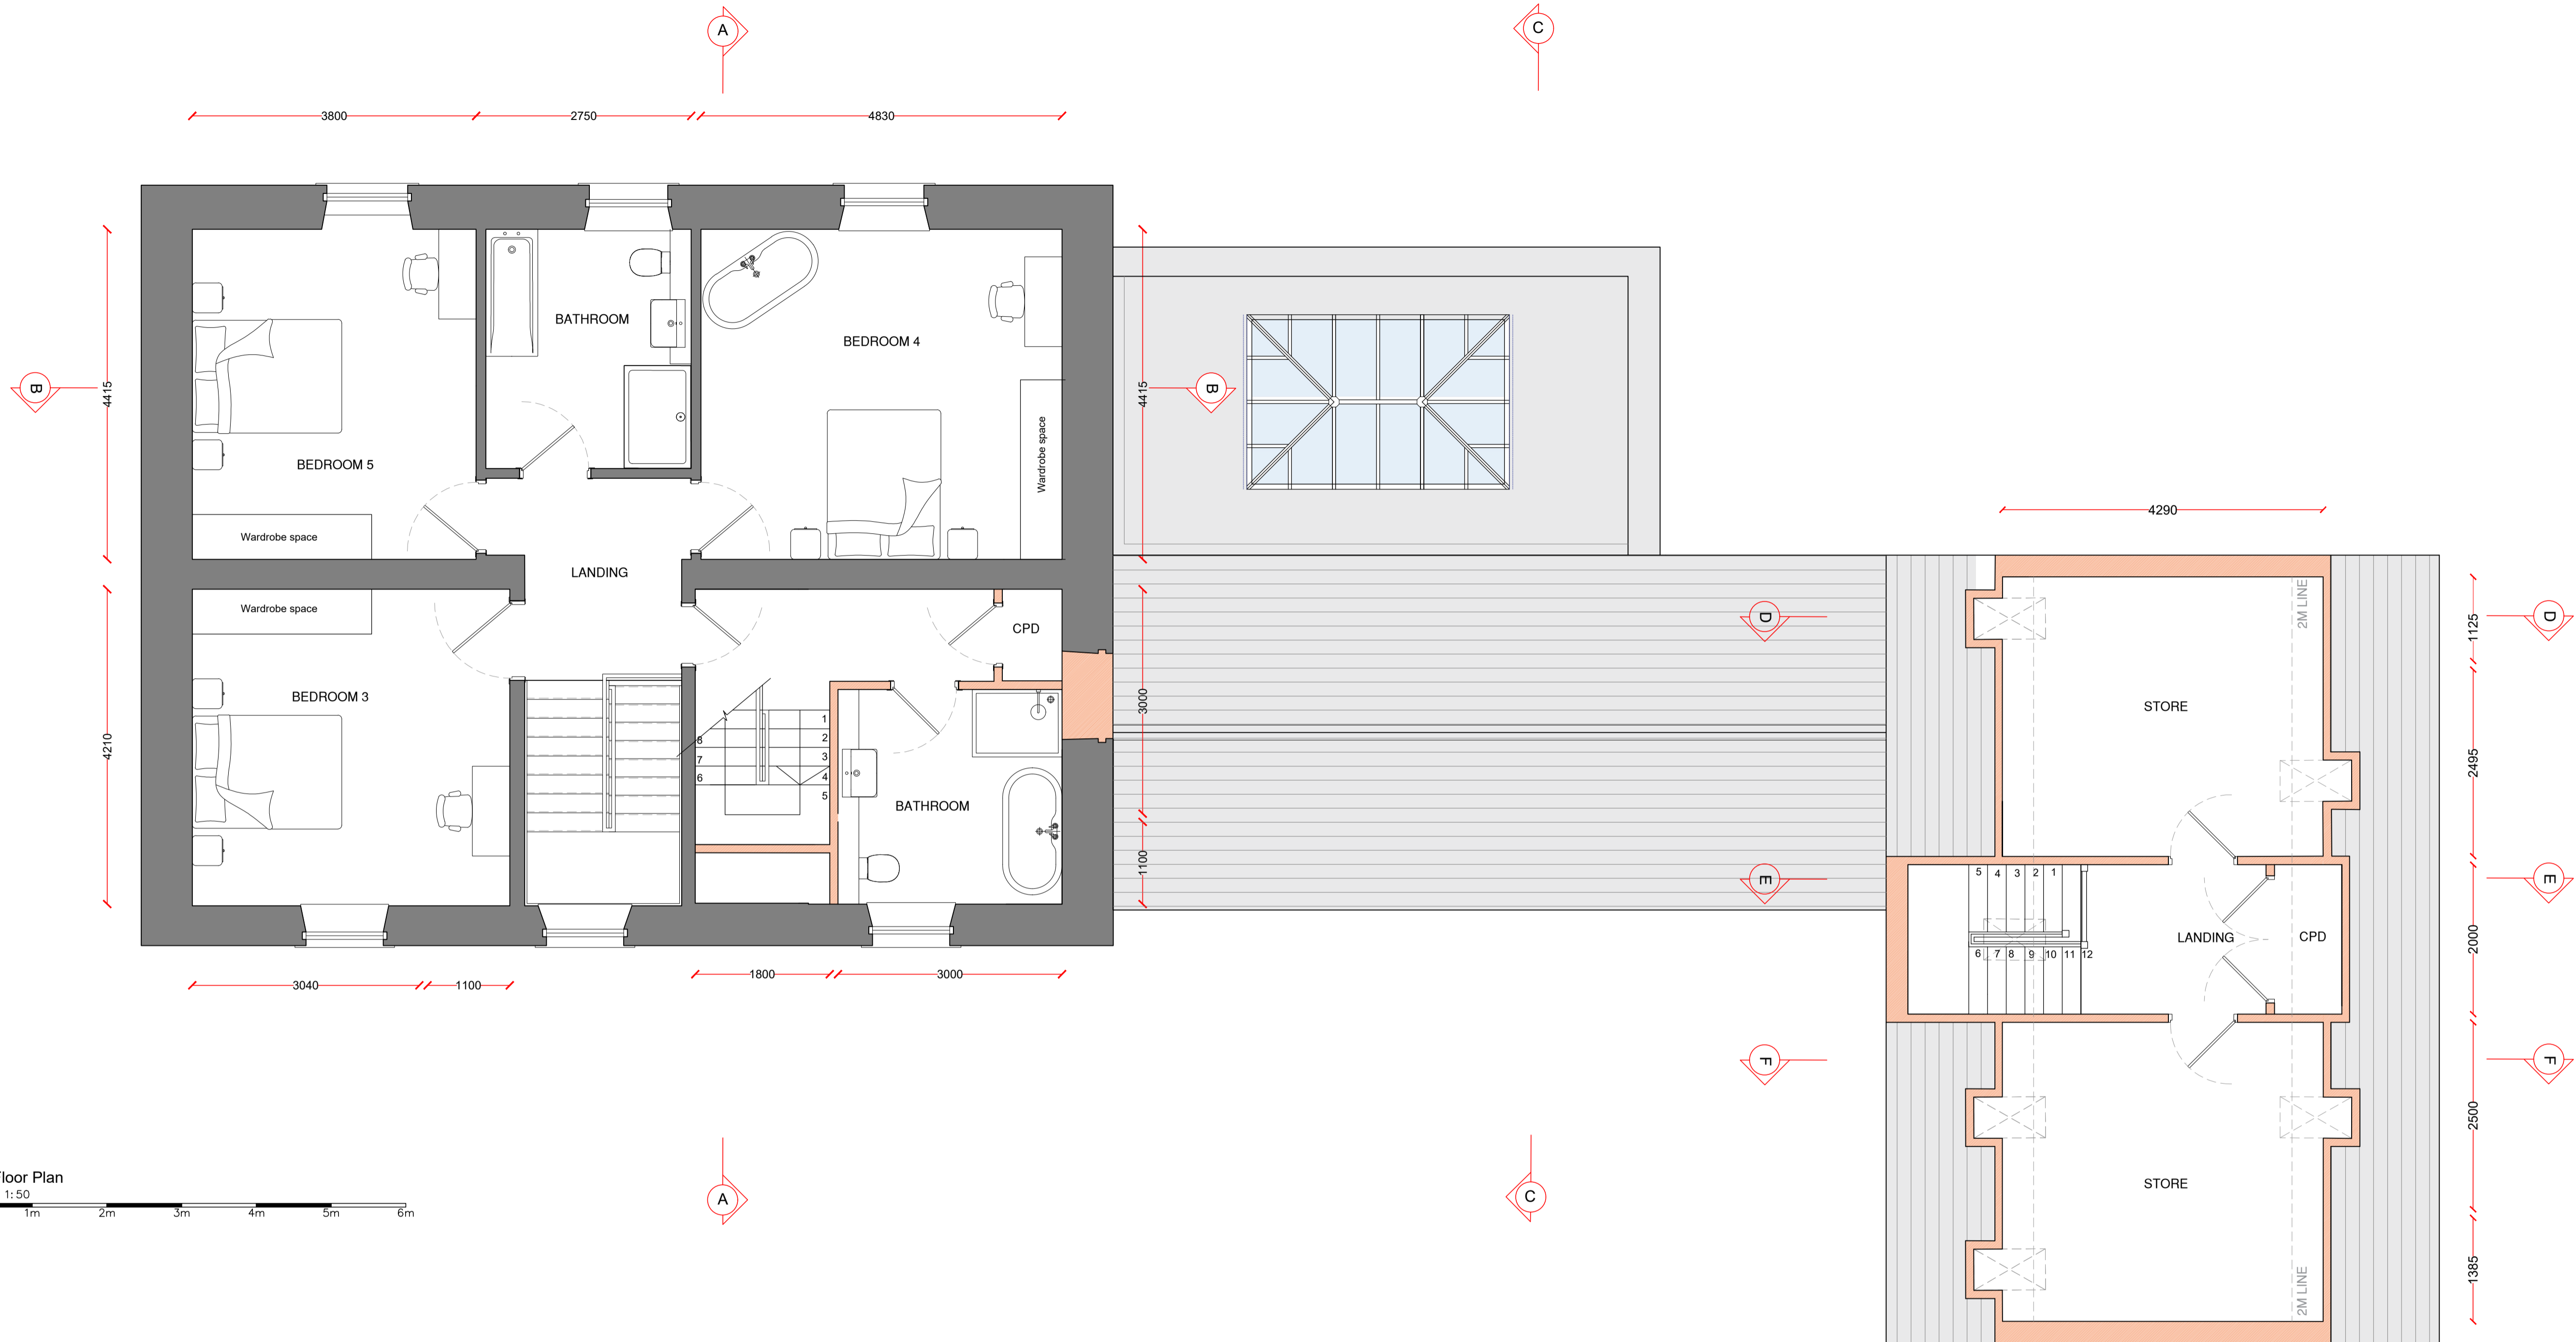 A
C
3800
2750
4830
BATHROOM
BEDROOM 4
B
4415
4415
B
Wardrobe space
BEDROOM 5
4290
Wardrobe space
LANDING
Wardrobe space
CPD
2M LINE
D
D
1125
BEDROOM 3
3000
STORE
1
2
3
4
5
6
7
8
4210
2495
BATHROOM
1100
E
E
5 4 3 2 1
LANDING
CPD
2000
6 7 8 9 10 11 12
1800
3000
3040
1100
F
F
2500
loor Plan
1:50
1m 2m 3m 4m 5m 6m
A
C
STORE
1385
2M LINE